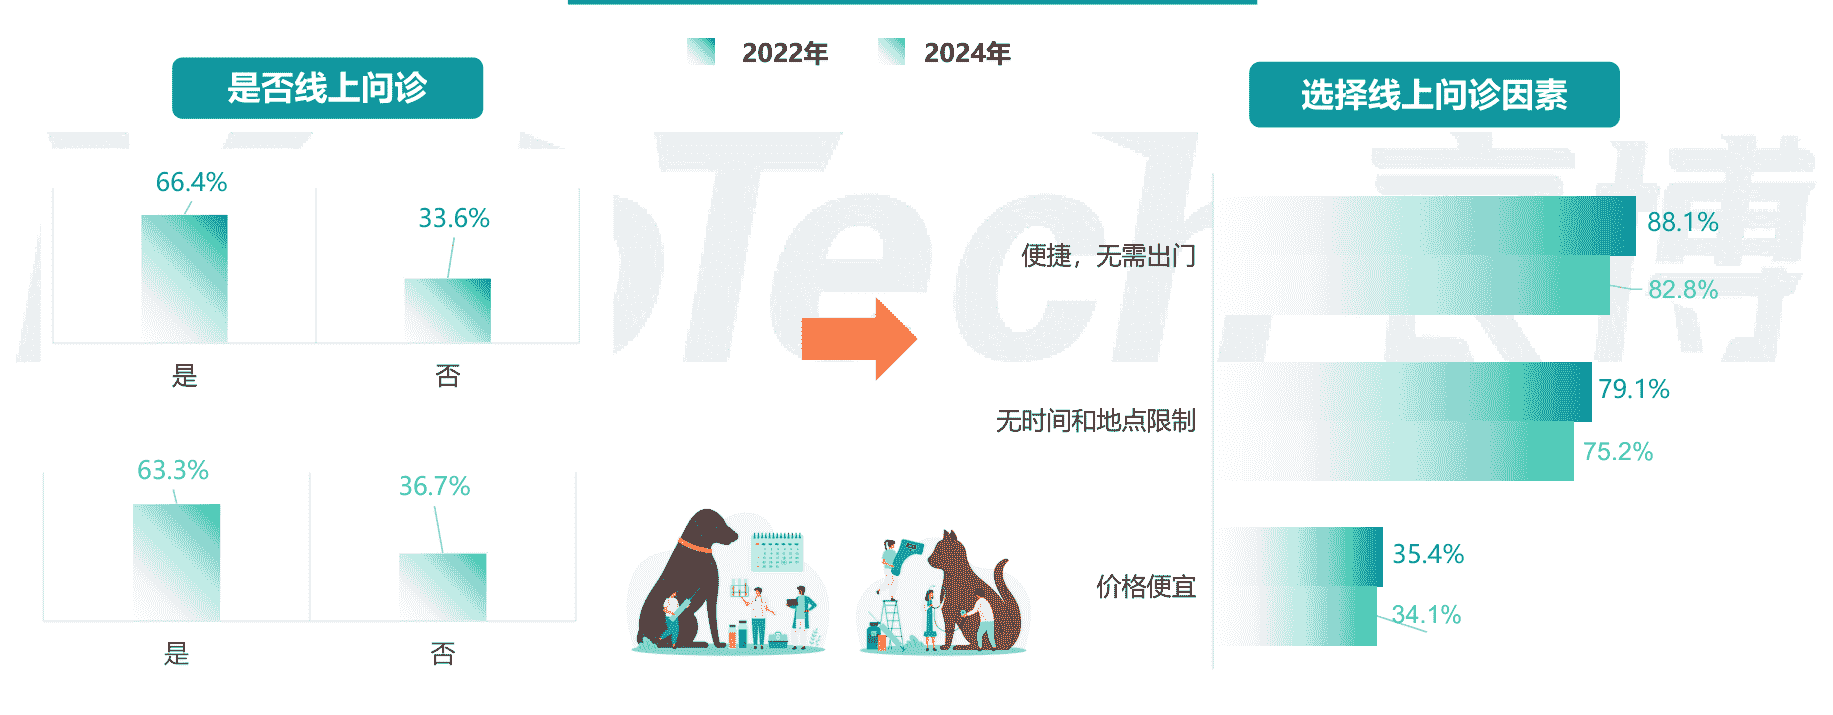 2022年
2024年
是否线上问诊
66.4%
33.6%
是
否
63.3%
36.7%
是
否
选择线上问诊因素
便捷，无需出门
88.1%
82.8%
无时间和地点限制
79.1%
75.2%
价格便宜
35.4%
34.1%